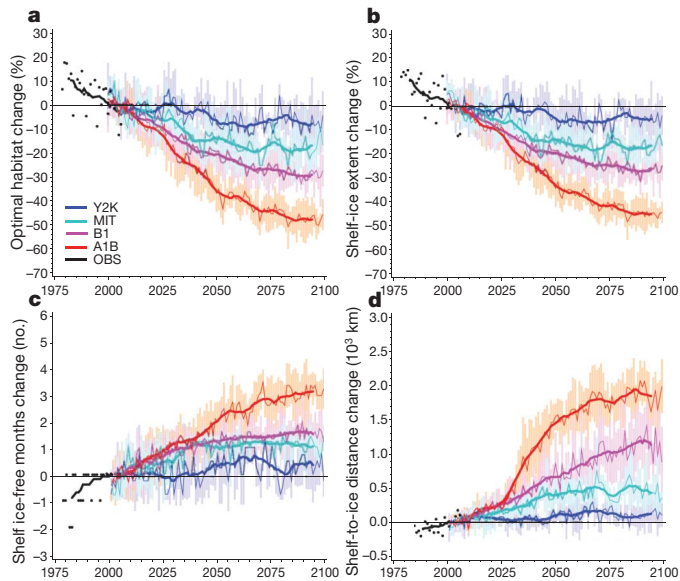 a
Optimal habitat change (%)
30
20
10
0
–10
–20
–30
–40
–50
–60
–70
Y2K
MIT
B1
A1B
OBS
1975 2000 2025 2050 2075 2100
b
Shelf-ice extent change (%)
30
20
10
0
–10
–20
–30
–40
–50
–60
–70
1975 2000 2025 2050 2075 2100
c
Shelf ice-free months change (no.)
6
5
4
3
2
1
0
–1
–2
–3
1975 2000 2025 2050 2075 2100
d
Shelf-to-ice distance change (10³ km)
3.0
2.5
2.0
1.5
1.0
0.5
0.0
–0.5
1975 2000 2025 2050 2075 2100